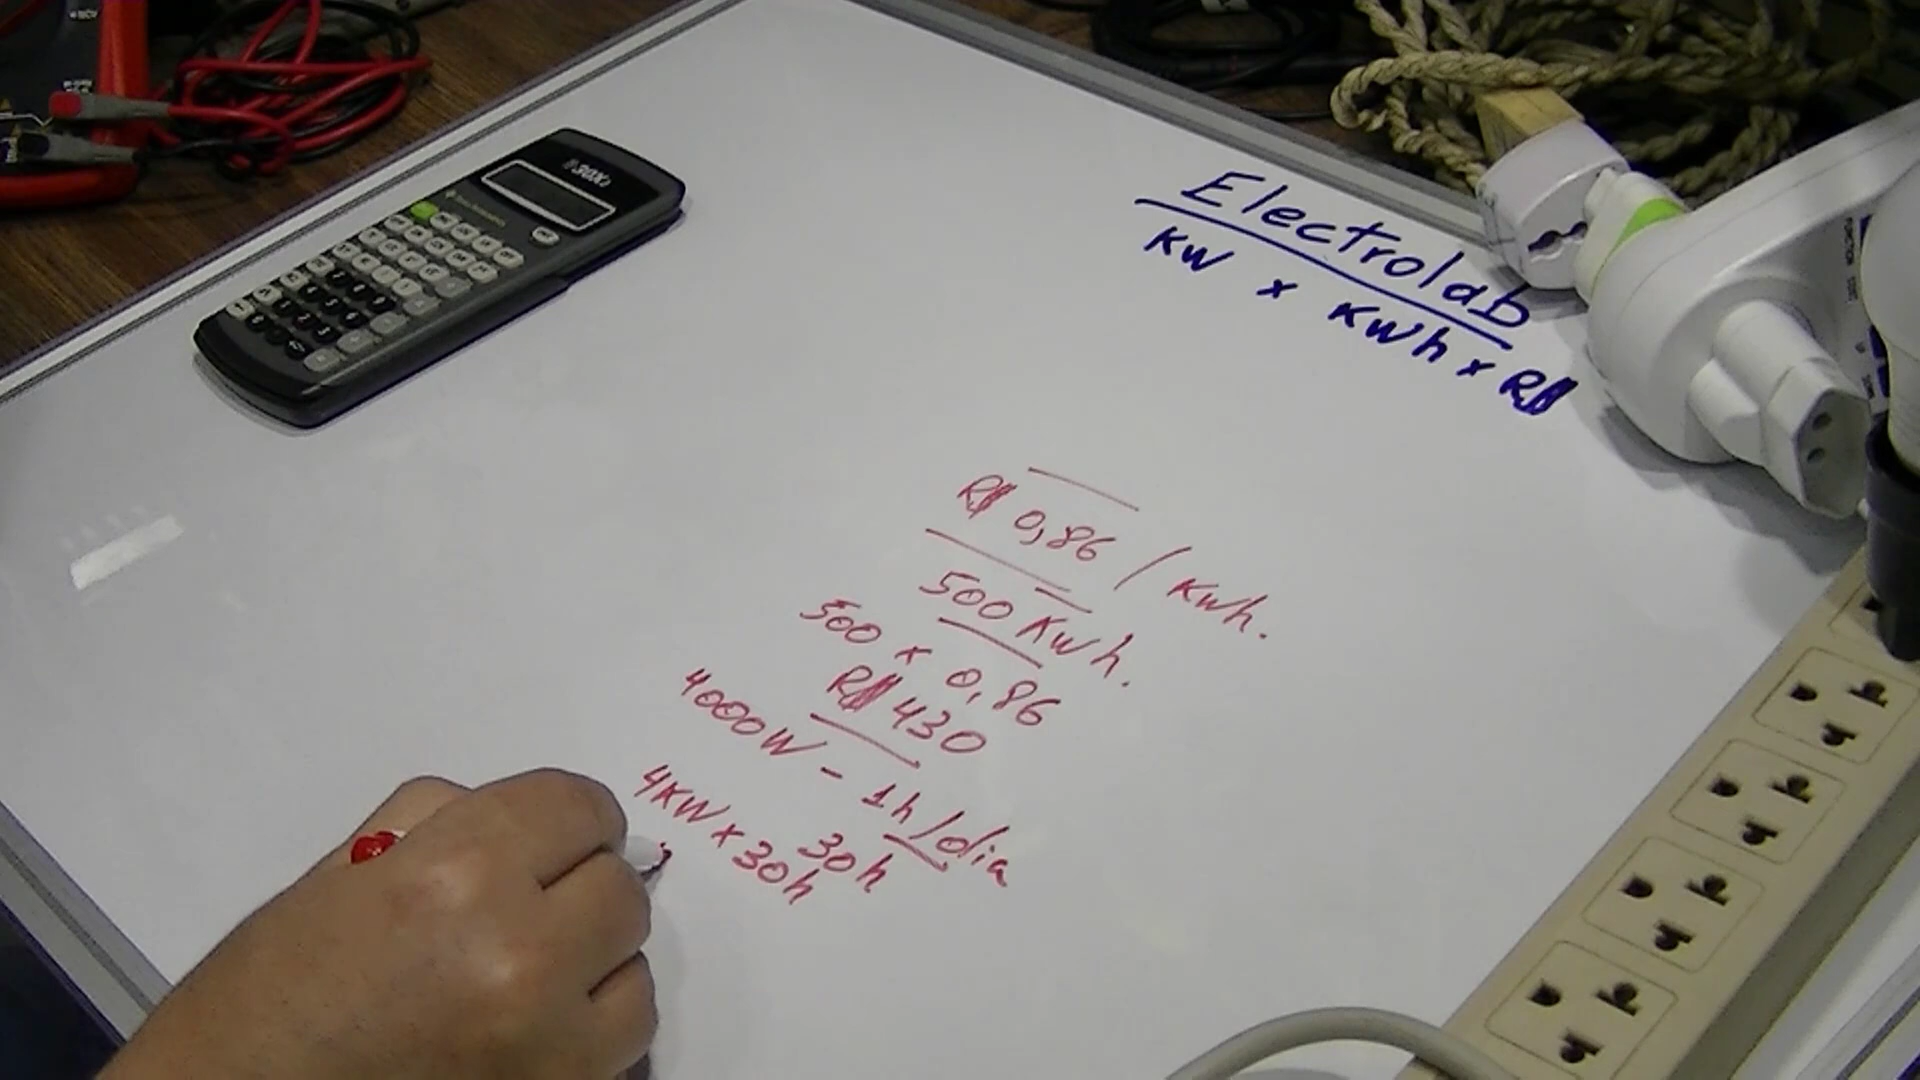 Electrolab
KW x KWh x R$
R$ 0,86 / KWh.
500 KWh.
500 x 0,86
R$ 430
4000W - 1h/dia
30h
4KW x 30h